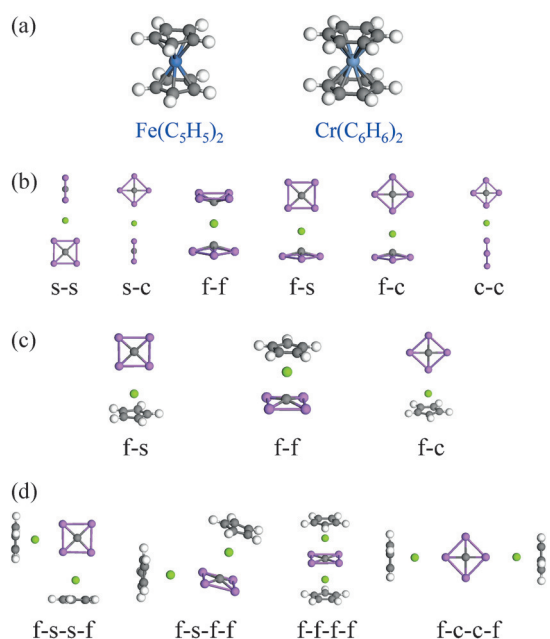 (a)
Fe(C₅H₅)₂ Cr(C₆H₆)₂
(b)
s-s s-c f-f f-s f-c c-c
(c)
f-s f-f f-c
(d)
f-s-s-f f-s-f-f f-f-f-f f-c-c-f